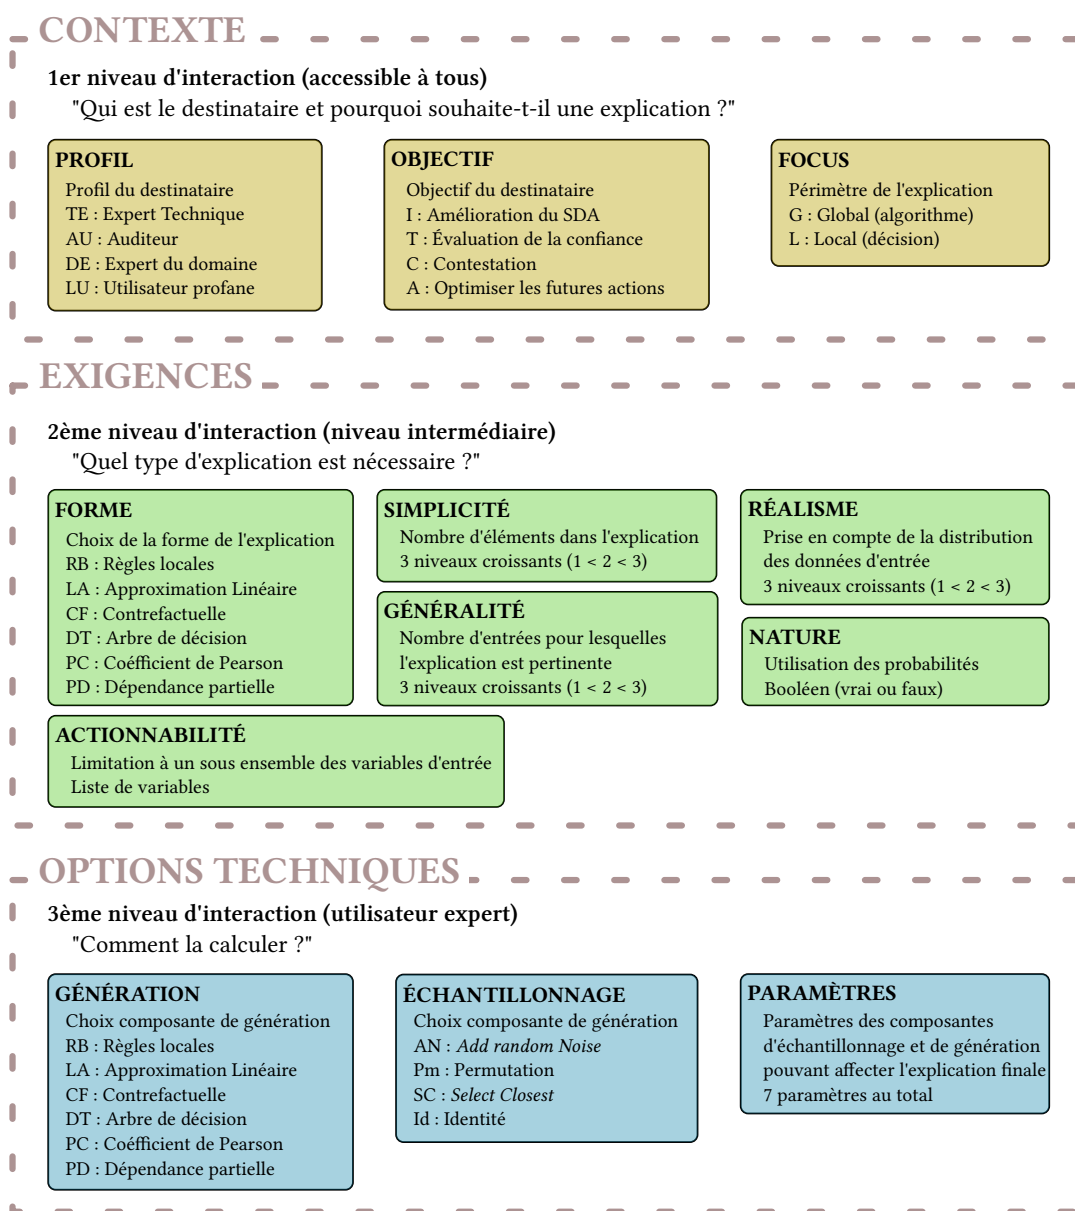 CONTEXTE
1er niveau d'interaction (accessible à tous)
"Qui est le destinataire et pourquoi souhaite-t-il une explication ?"
PROFIL
Profil du destinataire
TE : Expert Technique
AU : Auditeur
DE : Expert du domaine
LU : Utilisateur profane
OBJECTIF
Objectif du destinataire
I : Amélioration du SDA
T : Évaluation de la confiance
C : Contestation
A : Optimiser les futures actions
FOCUS
Périmètre de l'explication
G : Global (algorithme)
L : Local (décision)
EXIGENCES
2ème niveau d'interaction (niveau intermédiaire)
"Quel type d'explication est nécessaire ?"
FORME
Choix de la forme de l'explication
RB : Règles locales
LA : Approximation Linéaire
CF : Contrefactuelle
DT : Arbre de décision
PC : Coéfficient de Pearson
PD : Dépendance partielle
SIMPLICITÉ
Nombre d'éléments dans l'explication
3 niveaux croissants (1 < 2 < 3)
GÉNÉRALITÉ
Nombre d'entrées pour lesquelles
l'explication est pertinente
3 niveaux croissants (1 < 2 < 3)
RÉALISME
Prise en compte de la distribution
des données d'entrée
3 niveaux croissants (1 < 2 < 3)
NATURE
Utilisation des probabilités
Booléen (vrai ou faux)
ACTIONNABILITÉ
Limitation à un sous ensemble des variables d'entrée
Liste de variables
OPTIONS TECHNIQUES
3ème niveau d'interaction (utilisateur expert)
"Comment la calculer ?"
GÉNÉRATION
Choix composante de génération
RB : Règles locales
LA : Approximation Linéaire
CF : Contrefactuelle
DT : Arbre de décision
PC : Coéfficient de Pearson
PD : Dépendance partielle
ÉCHANTILLONNAGE
Choix composante de génération
AN : Add random Noise
Pm : Permutation
SC : Select Closest
Id : Identité
PARAMÈTRES
Paramètres des composantes
d'échantillonnage et de génération
pouvant affecter l'explication finale
7 paramètres au total